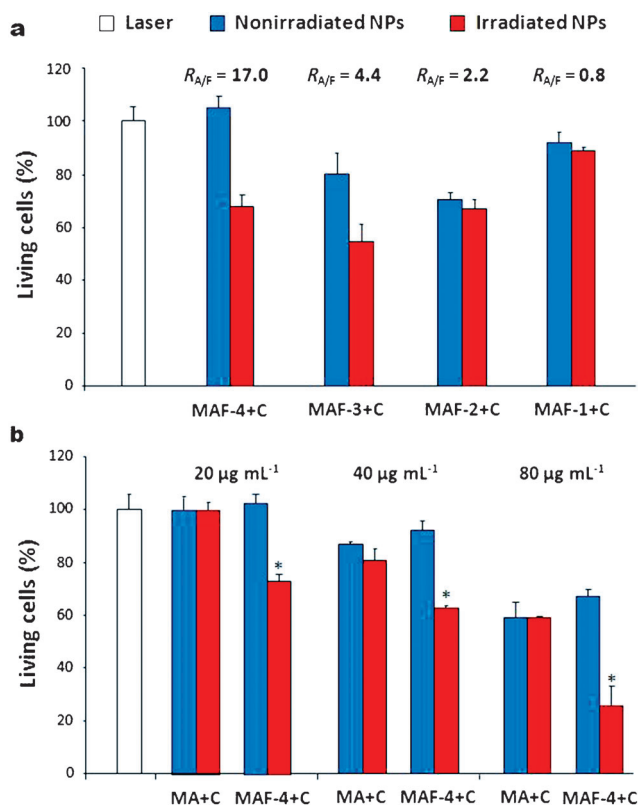 a
Laser Nonirradiated NPs Irradiated NPs
120
100
80
60
40
20
0
Living cells (%)
R_A/F = 17.0 R_A/F = 4.4 R_A/F = 2.2 R_A/F = 0.8
MAF-4+C MAF-3+C MAF-2+C MAF-1+C
b
120
100
80
60
40
20
0
Living cells (%)
20 µg mL⁻¹ 40 µg mL⁻¹ 80 µg mL⁻¹
* * *
MA+C MAF-4+C MA+C MAF-4+C MA+C MAF-4+C